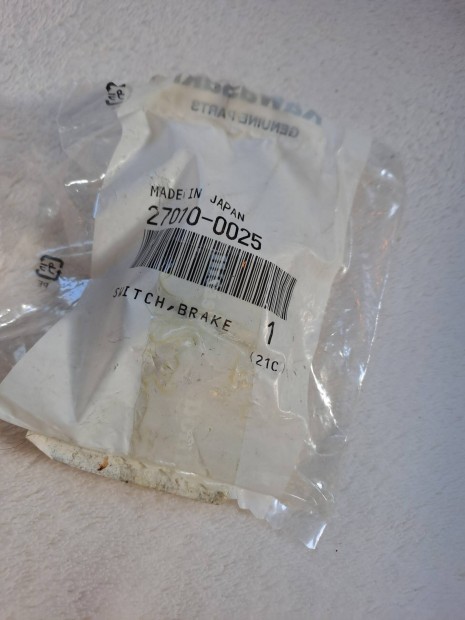 Kawasaki
GENUINE PARTS
MADE IN JAPAN
27010-0025
SWITCH,BRAKE 1
(21C)